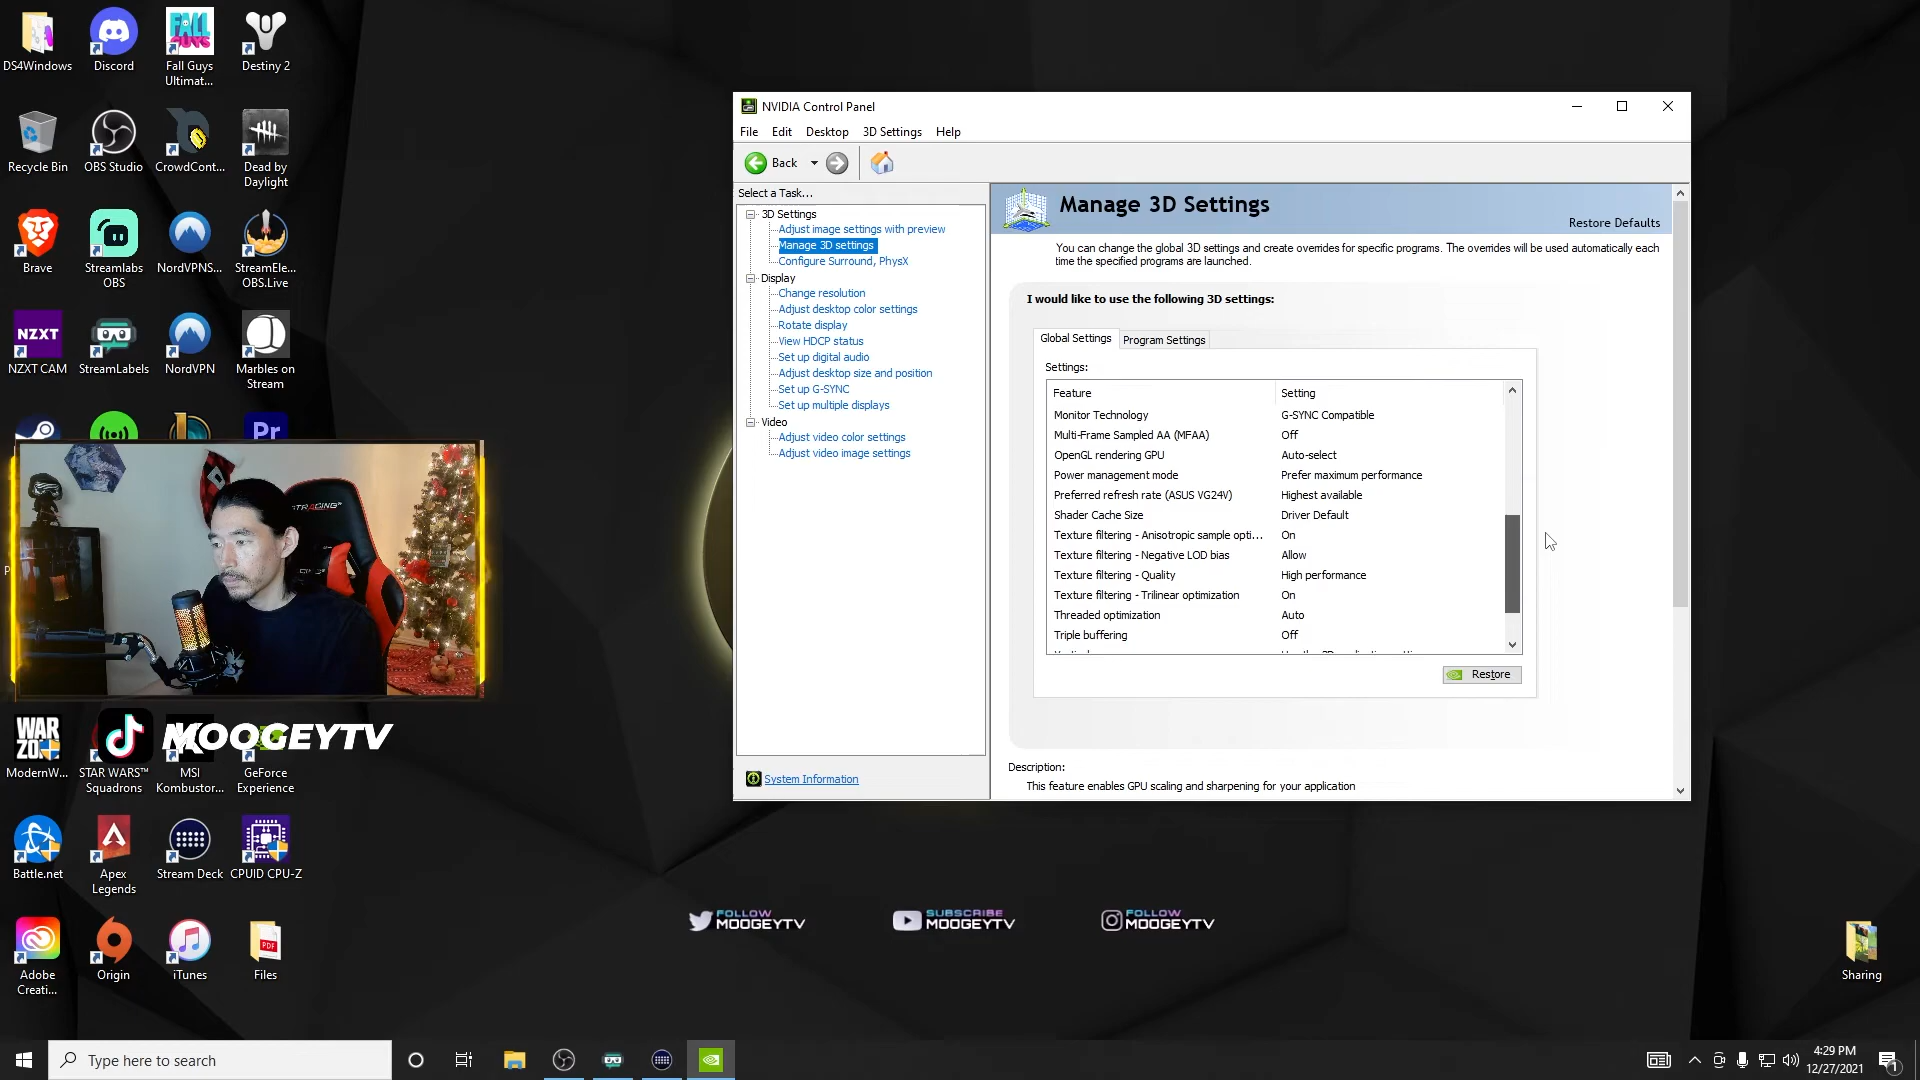 DS4Windows
Discord
Fall Guys
Ultimat...
Destiny 2
Recycle Bin
OBS Studio
CrowdCont...
Dead by
Daylight
Brave
Streamlabs
OBS
NordVPNS...
StreamEle...
OBS.Live
NZXT
NZXT CAM
StreamLabels
NordVPN
Marbles on
Stream
Pr
MOOGEYTV
WAR
ZO
ModernW...
STAR WARS™
Squadrons
MSI
Kombustor...
GeForce
Experience
Battle.net
Apex
Legends
Stream Deck
CPUID CPU-Z
Adobe
Creati...
Origin
iTunes
PDF
Files
NVIDIA Control Panel
File Edit Desktop 3D Settings Help
Back
Select a Task...
3D Settings
Adjust image settings with preview
Manage 3D settings
Configure Surround, PhysX
Display
Change resolution
Adjust desktop color settings
Rotate display
View HDCP status
Set up digital audio
Adjust desktop size and position
Set up G-SYNC
Set up multiple displays
Video
Adjust video color settings
Adjust video image settings
System Information
Manage 3D Settings
Restore Defaults
You can change the global 3D settings and create overrides for specific programs. The overrides will be used automatically each
time the specified programs are launched.
I would like to use the following 3D settings:
Global Settings Program Settings
Settings:
Feature Setting
Monitor Technology G-SYNC Compatible
Multi-Frame Sampled AA (MFAA) Off
OpenGL rendering GPU Auto-select
Power management mode Prefer maximum performance
Preferred refresh rate (ASUS VG24V) Highest available
Shader Cache Size Driver Default
Texture filtering - Anisotropic sample opti... On
Texture filtering - Negative LOD bias Allow
Texture filtering - Quality High performance
Texture filtering - Trilinear optimization On
Threaded optimization Auto
Triple buffering Off
Restore
Description:
This feature enables GPU scaling and sharpening for your application
FOLLOW
MOOGEYTV
SUBSCRIBE
MOOGEYTV
FOLLOW
MOOGEYTV
Sharing
Type here to search
4:29 PM
12/27/2021
1